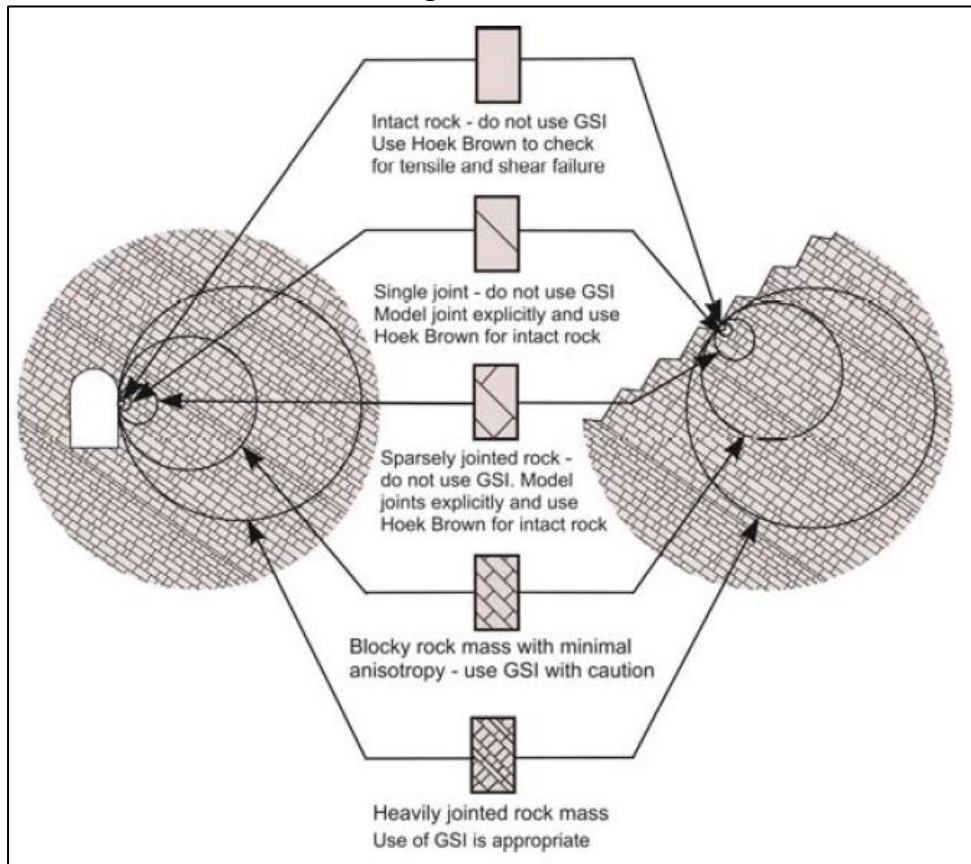 Intact rock - do not use GSI
Use Hoek Brown to check
for tensile and shear failure
Single joint - do not use GSI
Model joint explicitly and use
Hoek Brown for intact rock
Sparsely jointed rock -
do not use GSI. Model
joints explicitly and use
Hoek Brown for intact rock
Blocky rock mass with minimal
anisotropy - use GSI with caution
Heavily jointed rock mass
Use of GSI is appropriate